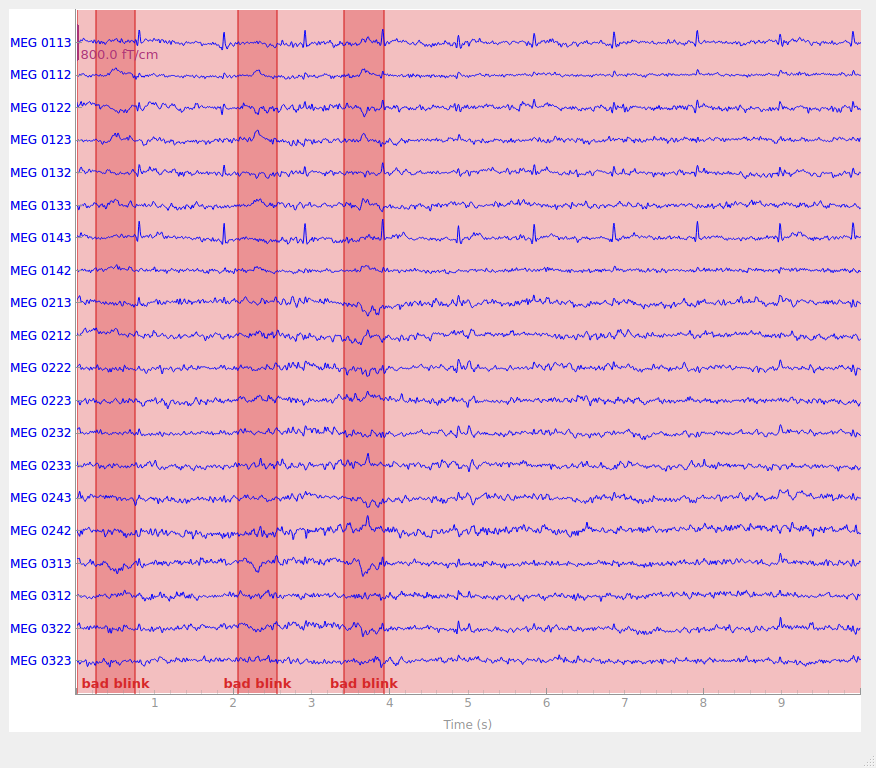 MEG 0113
800.0 fT/cm
MEG 0112
MEG 0122
MEG 0123
MEG 0132
MEG 0133
MEG 0143
MEG 0142
MEG 0213
MEG 0212
MEG 0222
MEG 0223
MEG 0232
MEG 0233
MEG 0243
MEG 0242
MEG 0313
MEG 0312
MEG 0322
MEG 0323
bad blink bad blink bad blink
1 2 3 4 5 6 7 8 9
Time (s)